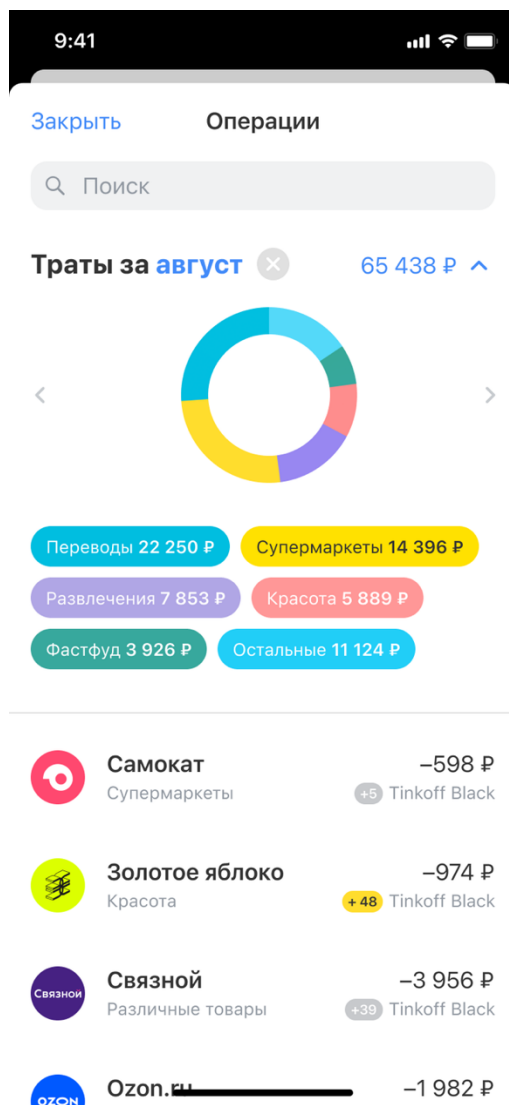 9:41
Закрыть Операции
Поиск
Траты за август 65 438 ₽
Переводы 22 250 ₽ Супермаркеты 14 396 ₽
Развлечения 7 853 ₽ Красота 5 889 ₽
Фастфуд 3 926 ₽ Остальные 11 124 ₽
Самокат –598 ₽
Супермаркеты +5 Tinkoff Black
Золотое яблоко –974 ₽
Красота +48 Tinkoff Black
Связной Связной –3 956 ₽
Различные товары +39 Tinkoff Black
OZON Ozon.ru –1 982 ₽